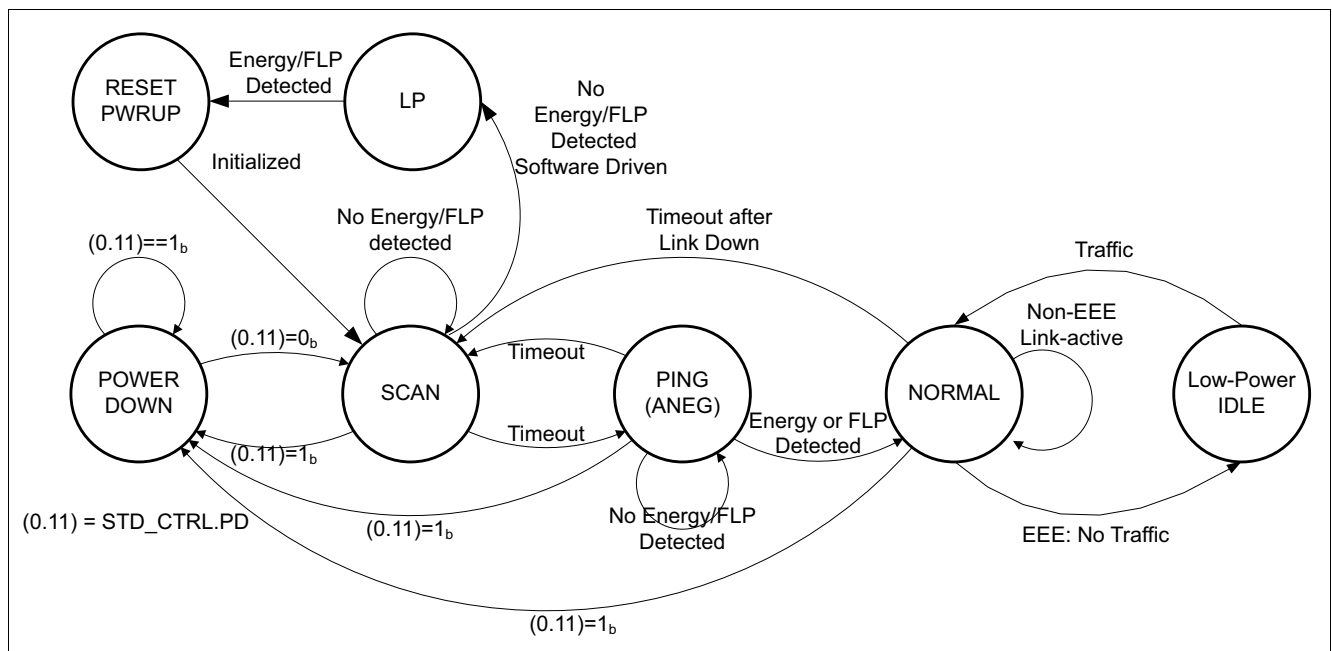 RESET
PWRUP
Energy/FLP
Detected
LP
No
Energy/FLP
Detected
Software Driven
Initialized
No Energy/FLP
detected
Timeout after
Link Down
Traffic
(0.11)==1b
Non-EEE
Link-active
(0.11)=0b
Timeout
POWER
DOWN
SCAN
PING
(ANEG)
NORMAL
Low-Power
IDLE
Energy or FLP
Detected
(0.11)=1b
Timeout
(0.11) = STD_CTRL.PD
(0.11)=1b
No Energy/FLP
Detected
EEE: No Traffic
(0.11)=1b